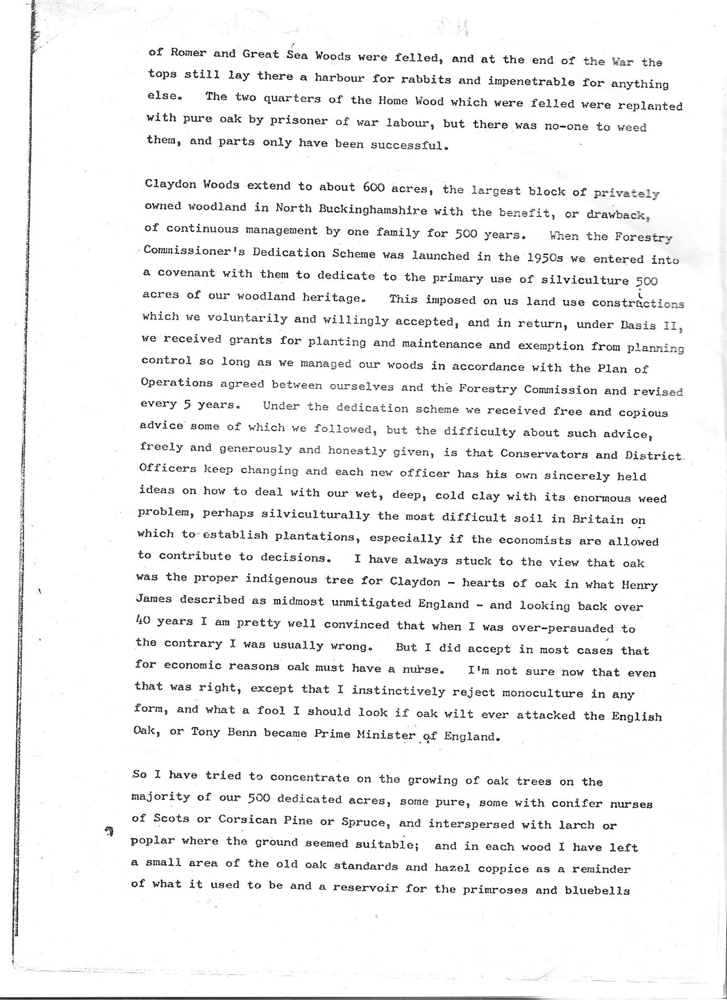 of Romer and Great Sea Woods were felled, and at the end of the War the
tops still lay there a harbour for rabbits and impenetrable for anything
else. The two quarters of the Home Wood which were felled were replanted
with pure oak by prisoner of war labour, but there was no-one to weed
them, and parts only have been successful.
Claydon Woods extend to about 600 acres, the largest block of privately
owned woodland in North Buckinghamshire with the benefit, or drawback,
of continuous management by one family for 500 years. When the Forestry
Commissioner's Dedication Scheme was launched in the 1950s we entered into
a covenant with them to dedicate to the primary use of silviculture 500
acres of our woodland heritage. This imposed on us land use constrictions
which we voluntarily and willingly accepted, and in return, under Basis II,
we received grants for planting and maintenance and exemption from planning
control so long as we managed our woods in accordance with the Plan of
Operations agreed between ourselves and the Forestry Commission and revised
every 5 years. Under the dedication scheme we received free and copious
advice some of which we followed, but the difficulty about such advice,
freely and generously and honestly given, is that Conservators and District
Officers keep changing and each new officer has his own sincerely held
ideas on how to deal with our wet, deep, cold clay with its enormous weed
problem, perhaps silviculturally the most difficult soil in Britain on
which to establish plantations, especially if the economists are allowed
to contribute to decisions. I have always stuck to the view that oak
was the proper indigenous tree for Claydon - hearts of oak in what Henry
James described as midmost unmitigated England - and looking back over
40 years I am pretty well convinced that when I was over-persuaded to
the contrary I was usually wrong. But I did accept in most cases that
for economic reasons oak must have a nurse. I'm not sure now that even
that was right, except that I instinctively reject monoculture in any
form, and what a fool I should look if oak wilt ever attacked the English
Oak, or Tony Benn became Prime Minister of England.
So I have tried to concentrate on the growing of oak trees on the
majority of our 500 dedicated acres, some pure, some with conifer nurses
of Scots or Corsican Pine or Spruce, and interspersed with larch or
poplar where the ground seemed suitable; and in each wood I have left
a small area of the old oak standards and hazel coppice as a reminder
of what it used to be and a reservoir for the primroses and bluebells